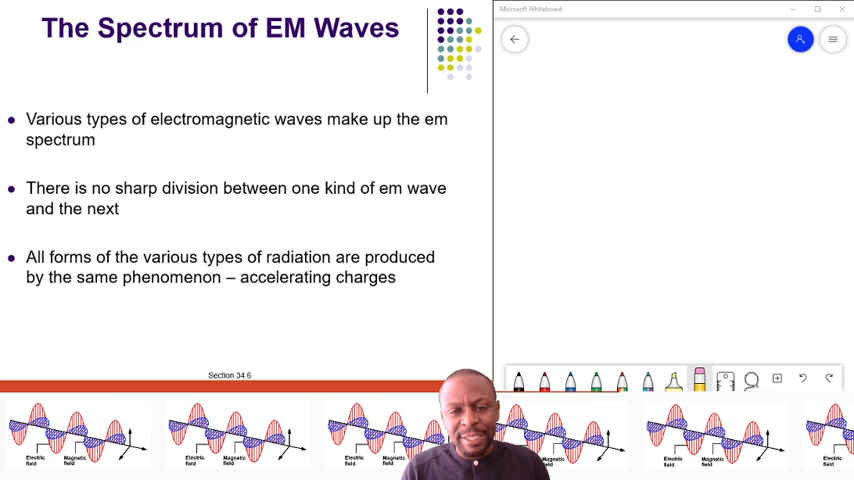 The Spectrum of EM Waves
Various types of electromagnetic waves make up the em
spectrum
There is no sharp division between one kind of em wave
and the next
All forms of the various types of radiation are produced
by the same phenomenon – accelerating charges
Section 34.6
Microsoft Whiteboard
Electric
field
Magnetic
field
Electric
field
Magnetic
field
Electric
field
Magnetic
field
Magnetic
field
Electric
field
Magnetic
field
Electric
field